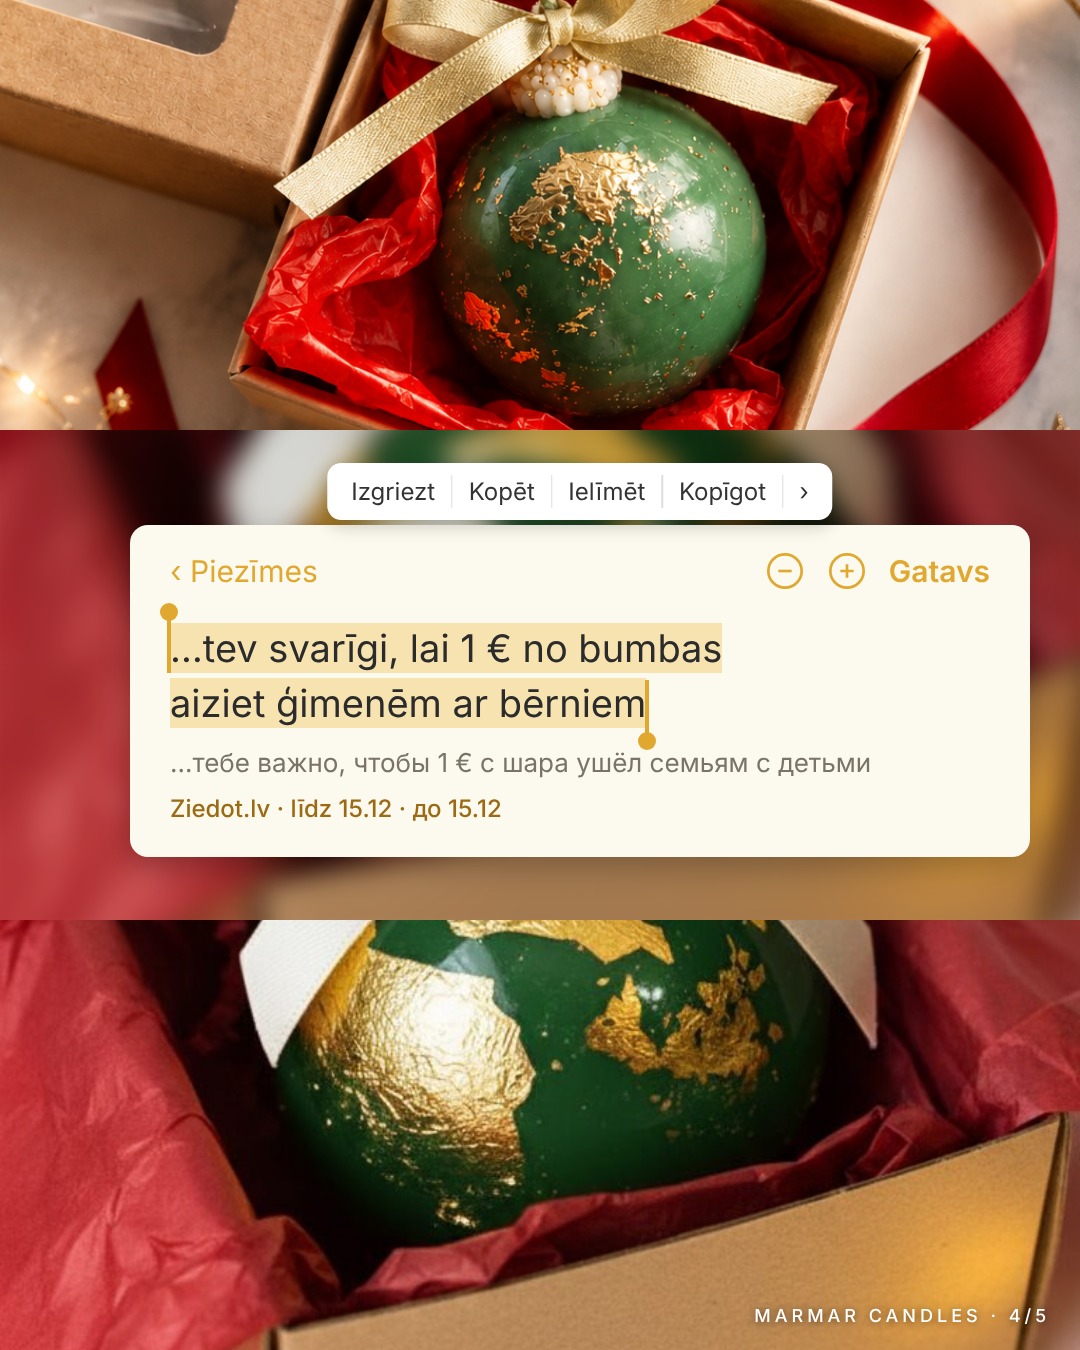 Izgriezt Kopēt Ielīmēt Kopīgot ›
‹ Piezīmes Gatavs
...tev svarīgi, lai 1 € no bumbas
aiziet ģimenēm ar bērniem
...тебе важно, чтобы 1 € с шара ушёл семьям с детьми
Ziedot.lv · līdz 15.12 · до 15.12
MARMAR CANDLES · 4/5